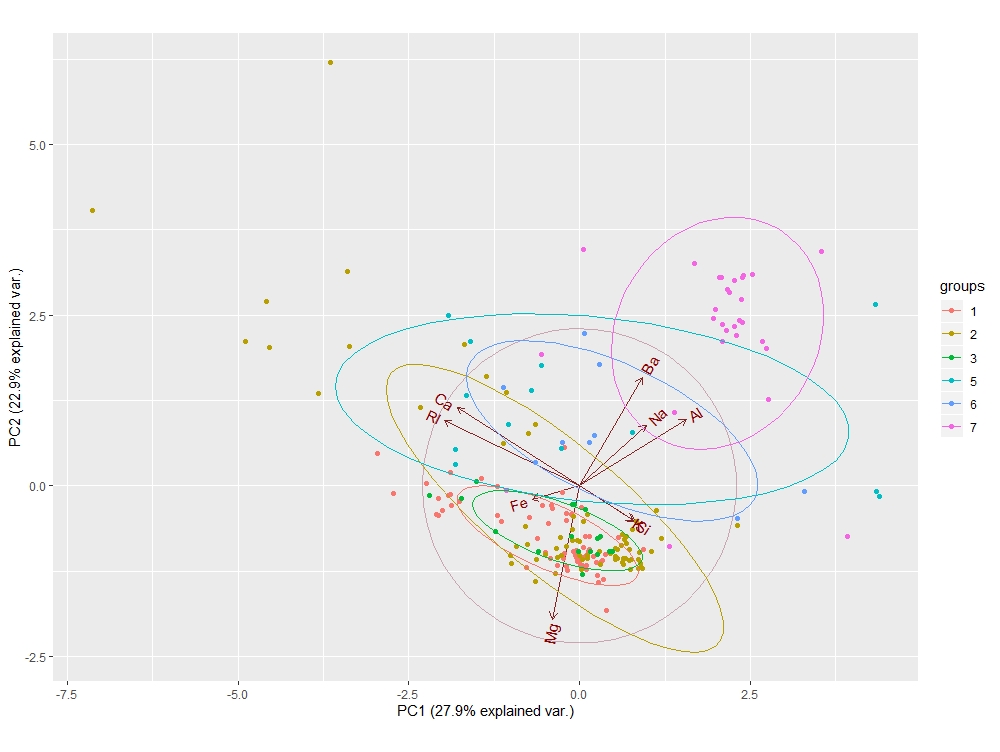 5.0
2.5
0.0
-2.5
PC2 (22.9% explained var.)
-7.5
-5.0
-2.5
0.0
2.5
PC1 (27.9% explained var.)
Ba
Ca
RI
Na
Al
Fe
K
Si
Mg
groups
1
2
3
5
6
7